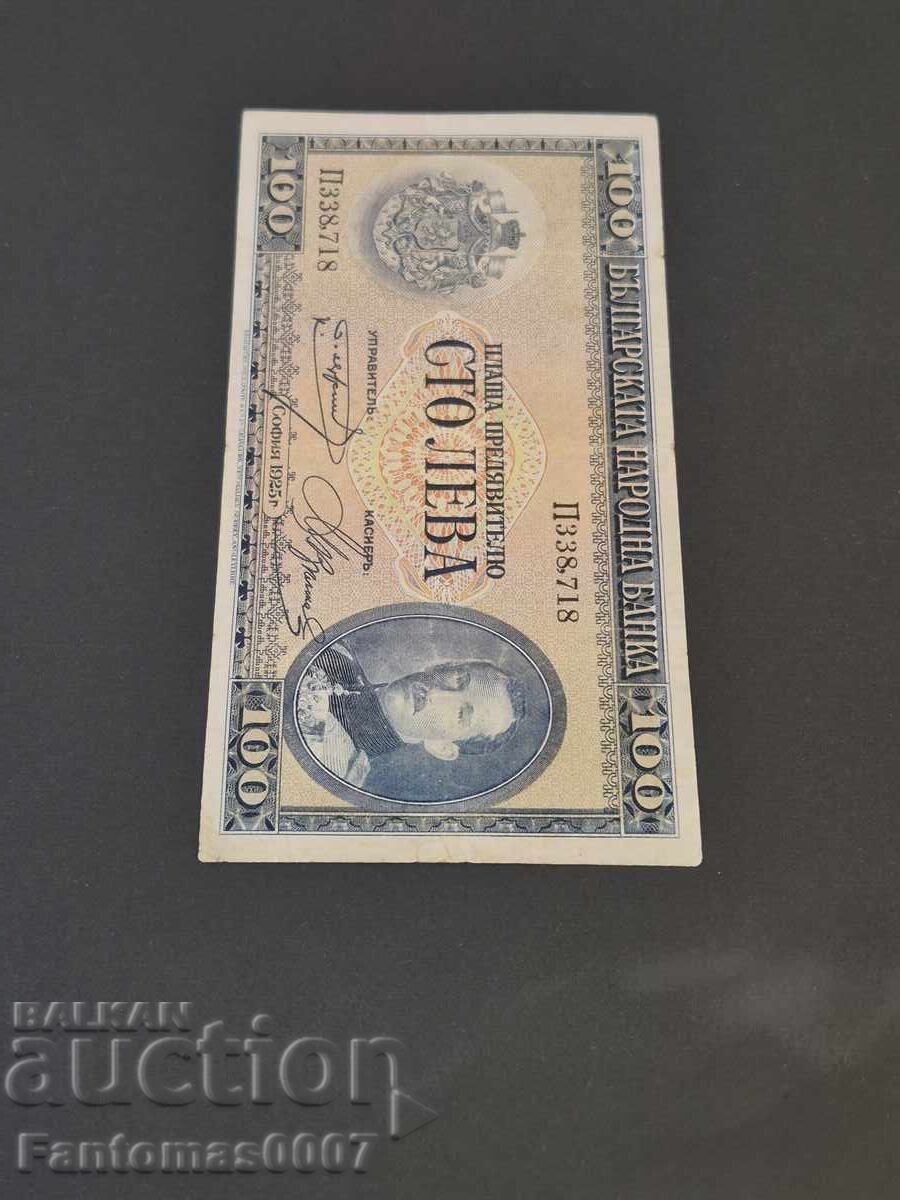 100 БЪЛГАРСКАТА НАРОДНА БАНКА 100
П338,718
ПЛАЩА ПРЕДЯВИТЕЛЮ
СТО ЛЕВА
П338,718
УПРАВИТЕЛЬ: КАСИЕРЪ:
100 СОФИЯ 1925 г 100
BALKAN
auction
Fantomas0007